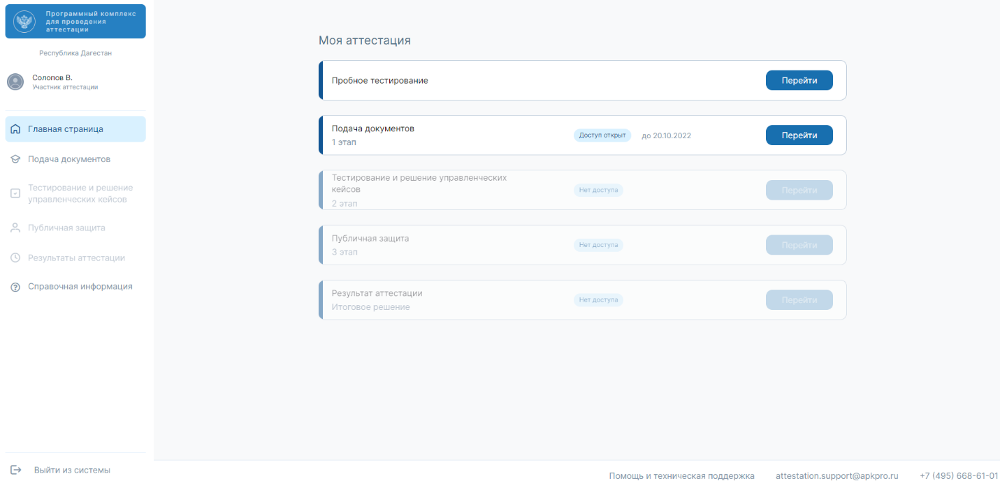 Программный комплекс
для проведения
аттестации
Республика Дагестан
Солопов В.
Участник аттестации
Главная страница
Подача документов
Тестирование и решение
управленческих кейсов
Публичная защита
Результаты аттестации
Справочная информация
Выйти из системы
Моя аттестация
Пробное тестирование
Перейти
Подача документов
1 этап
Доступ открыт
до 20.10.2022
Перейти
Тестирование и решение управленческих
кейсов
2 этап
Нет доступа
Перейти
Публичная защита
3 этап
Нет доступа
Перейти
Результат аттестации
Итоговое решение
Нет доступа
Перейти
Помощь и техническая поддержка
attestation.support@apkpro.ru
+7 (495) 668-61-01